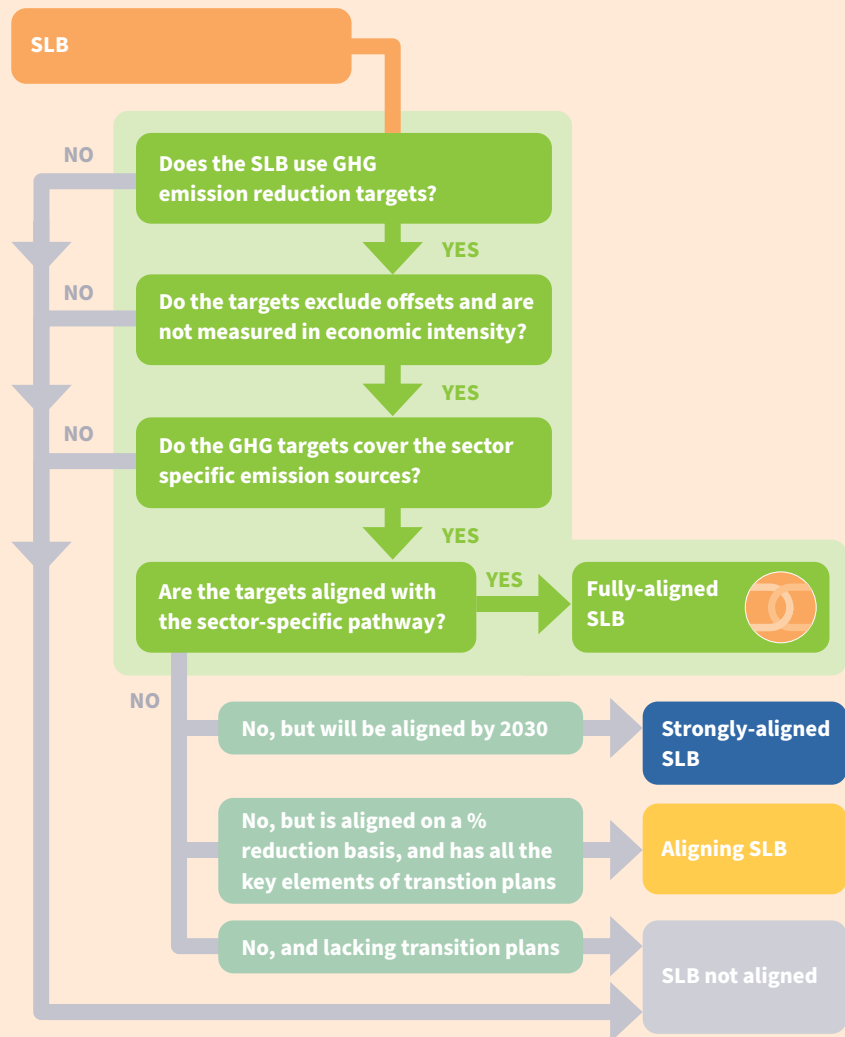 SLB
NO
Does the SLB use GHG
emission reduction targets?
YES
NO
Do the targets exclude offsets and are
not measured in economic intensity?
YES
NO
Do the GHG targets cover the sector
specific emission sources?
YES
Are the targets aligned with
the sector-specific pathway?
YES
Fully-aligned
SLB
NO
No, but will be aligned by 2030
Strongly-aligned
SLB
No, but is aligned on a %
reduction basis, and has all the
key elements of transtion plans
Aligning SLB
No, and lacking transition plans
SLB not aligned